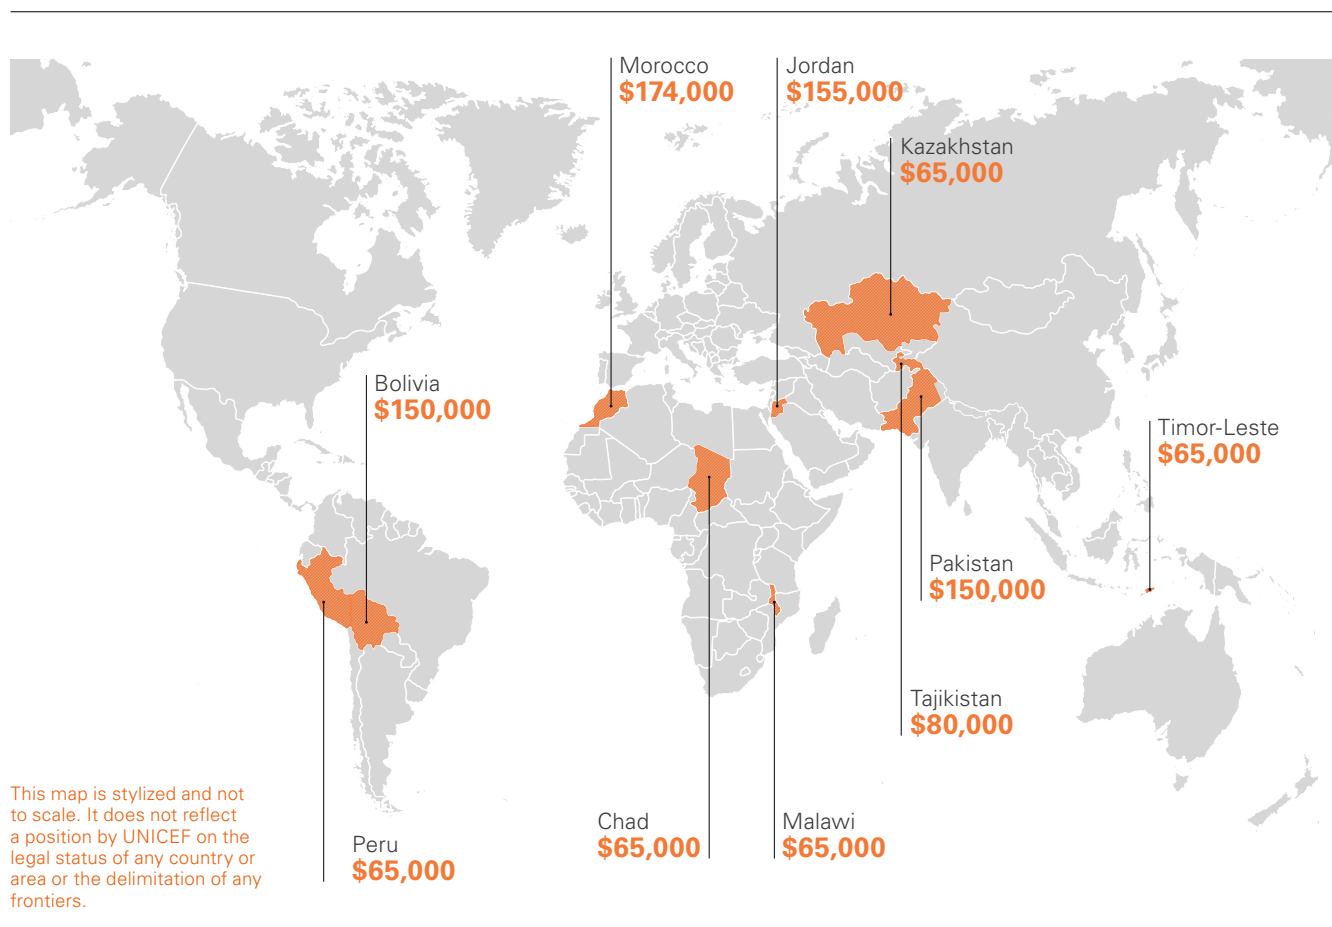 Morocco
$174,000
Jordan
$155,000
Kazakhstan
$65,000
Bolivia
$150,000
Timor-Leste
$65,000
Pakistan
$150,000
Tajikistan
$80,000
Chad
$65,000
Malawi
$65,000
Peru
$65,000
This map is stylized and not
to scale. It does not reflect
a position by UNICEF on the
legal status of any country or
area or the delimitation of any
frontiers.